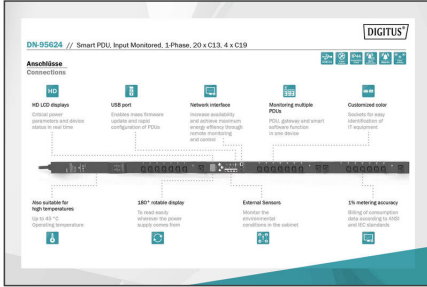 DIGITUS®
DN-95624 // Smart PDU, Input Monitored, 1-Phase, 20 x C13, 4 x C19
Anschlüsse
Connections
HD
HD LCD displays
Critical power
parameters and device
status in real time
USB port
Enables mass firmware
update and rapid
configuration of PDUs
Network interface
Increase availability
and achieve maximum
energy effiency through
remote monitoring
and control
Monitoring multiple
PDUs
PDU, gateway and smart
software function
in one device
Customized color
Sockets for easy
identification of
IT equipment
Also suitable for
high temperatures
Up to 45 °C
Operating temperature
180° rotable display
To read easily
wherever the power
supply comes from
External Sensors
Monitor the
environmental
conditions in the cabinet
1% metering accuracy
Billing of consumption
data according to ANSI
and IEC standards